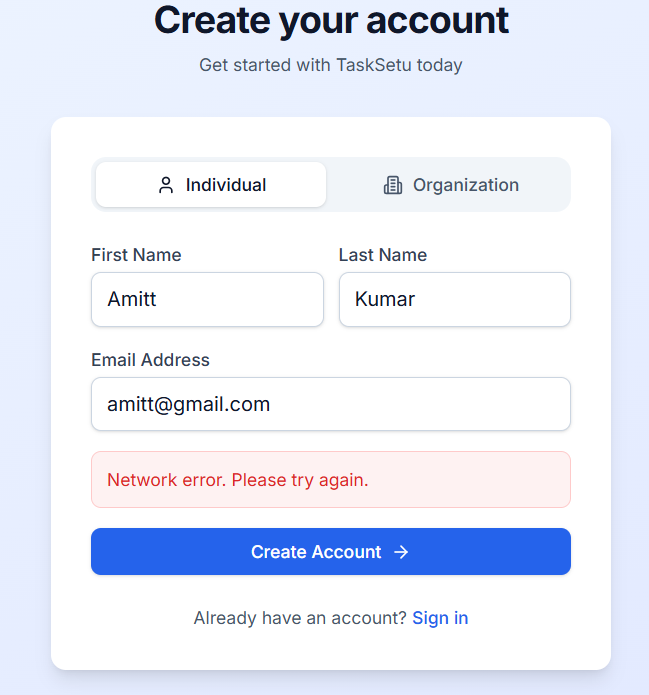 Create your account
Get started with TaskSetu today
Individual
Organization
First Name
Last Name
Amitt
Kumar
Email Address
amitt@gmail.com
Network error. Please try again.
Create Account →
Already have an account? Sign in